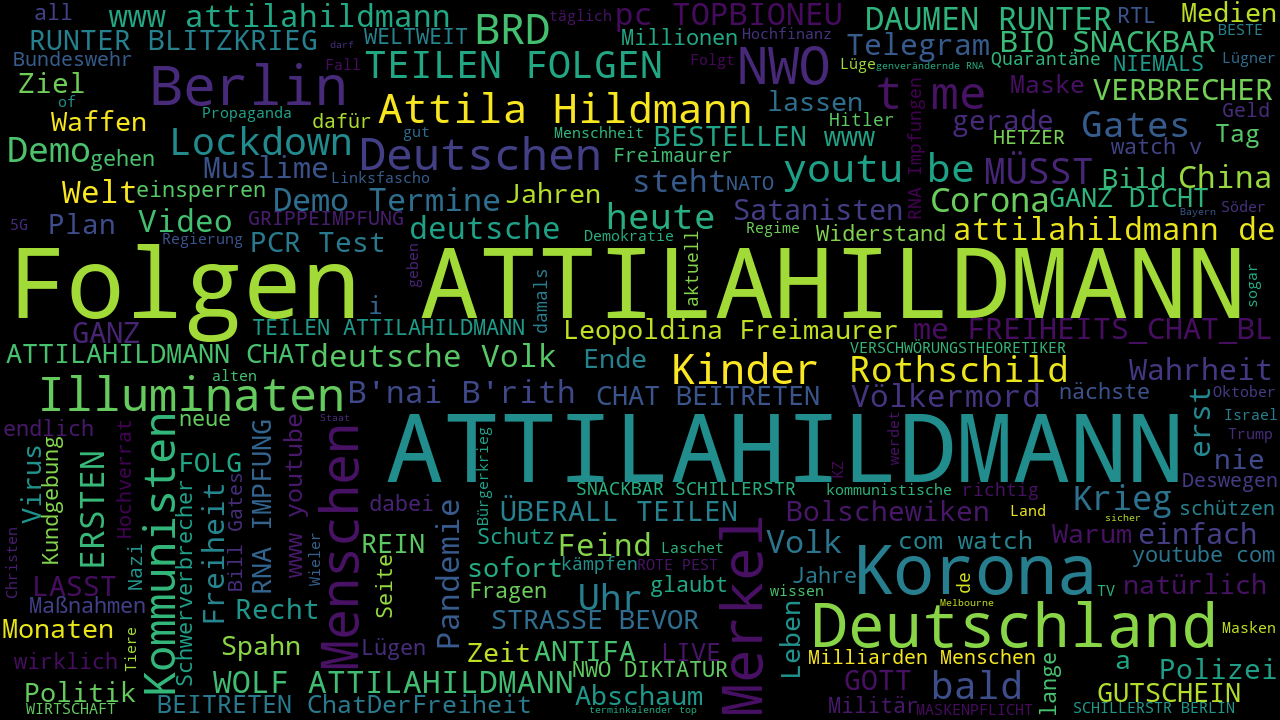 all
www attilahildmann
BRD
täglich
pc TOPBIONEU
DAUMEN RUNTER
RTL
Medien
RUNTER BLITZKRIEG
darf
WELTWEIT
Millionen
Hochfinanz
Telegram
BIO SNACKBAR
BESTE
Bundeswehr
Fall
TEILEN FOLGEN
Folgt
NWO
Lüge
genverändernde RNA
Quarantäne
NIEMALS
Lügner
Ziel
Berlin
t me
Maske
VERBRECHER
of
Waffen
Propaganda
dafür
Attila Hildmann
lassen
Hitler
gerade
HETZER
Gates
Geld
Demo
gehen
Lockdown
gut
Menschheit
BESTELLEN
www
RNA Impfungen
watch v
Tag
Muslime
Deutschen
Linksfascho
Freimaurer
steht
NATO
youtu be
MÜSST
Bild
China
Welt
einsperren
Demo Termine
Jahren
Corona
GANZ DICHT
5G
Plan
Video
GRIPPEIMPFUNG
deutsche
heute
Satanisten
Bayern
Söder
Regierung
PCR Test
Demokratie
Regime
Widerstand
attilahildmann de
geben
aktuell
sogar
Folgen ATTILAHILDMANN
damals
i
GANZ
TEILEN ATTILAHILDMANN
Leopoldina Freimaurer
me FREIHEITS_CHAT_BL
ATTILAHILDMANN CHAT
deutsche Volk
Ende
Kinder
VERSCHWÖRUNGSTHEORETIKER
Rothschild
Wahrheit
alten
Illuminaten
B'nai B'rith
CHAT BEITRETEN
Völkermord
nächste
Oktober
endlich
neue
Staat
ATTILAHILDMANN
werdet
erst
Israel
Trump
Virus
Kundgebung
ERSTEN
Hochverrat
Kommunisten
FOLG
RNA IMPFUNG
www youtube
Menschen
Bürgerkrieg
KZ
nie
Deswegen
SNACKBAR SCHILLERSTR
kommunistische
richtig
Krieg
schützen
Schwerverbrecher
Freiheit
Bill Gates
dabei
Pandemie
ÜBERALL TEILEN
Merkel
Bolschewiken
Land
sicher
Christen
Nazi
Wieler
REIN
Schutz
Feind
Laschet
Volk
com watch
Warum
einfach
LASST
Seiten
sofort
kämpfen
ROTE PEST
Korona
youtube com
Maßnahmen
Recht
Fragen
glaubt
Jahre
wissen
de
TV
natürlich
Monaten
Uhr
STRASSE BEVOR
Leben
Melbourne
Deutschland
Masken
wirklich
Tiere
Spahn
Lügen
Zeit
ANTIFA
LIVE
Milliarden Menschen
lange
a
Polizei
Politik
WOLF ATTILAHILDMANN
NWO DIKTATUR
GOTT
bald
GUTSCHEIN
WIRTSCHAFT
BEITRETEN ChatDerFreiheit
Abschaum
terminkalender top
Militär
MASKENPFLICHT
SCHILLERSTR BERLIN